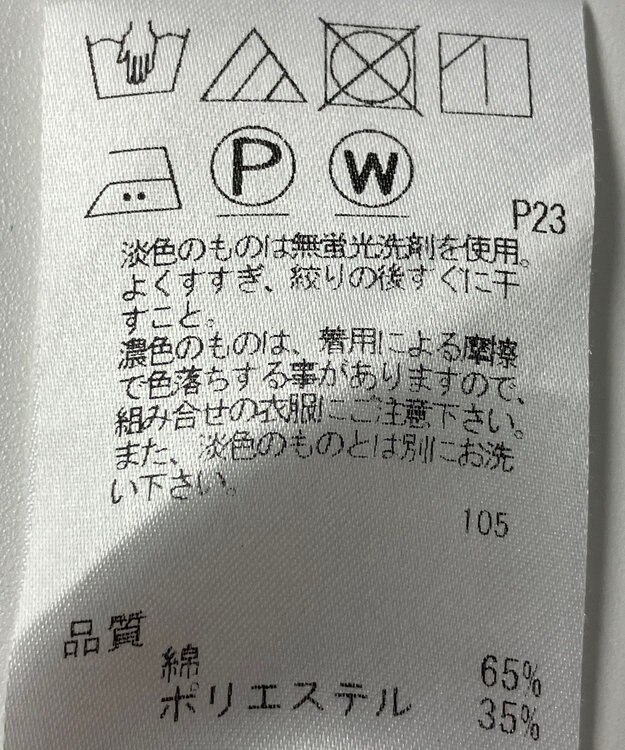 P
W
P23
淡色のものは無蛍光洗剤を使用。
よくすすぎ、絞りの後すぐに干
すこと。
濃色のものは、着用による摩擦
で色落ちする事がありますので、
組み合せの衣服にご注意下さい。
また、淡色のものとは別にお洗
い下さい。
105
品質
綿 65%
ポリエステル 35%